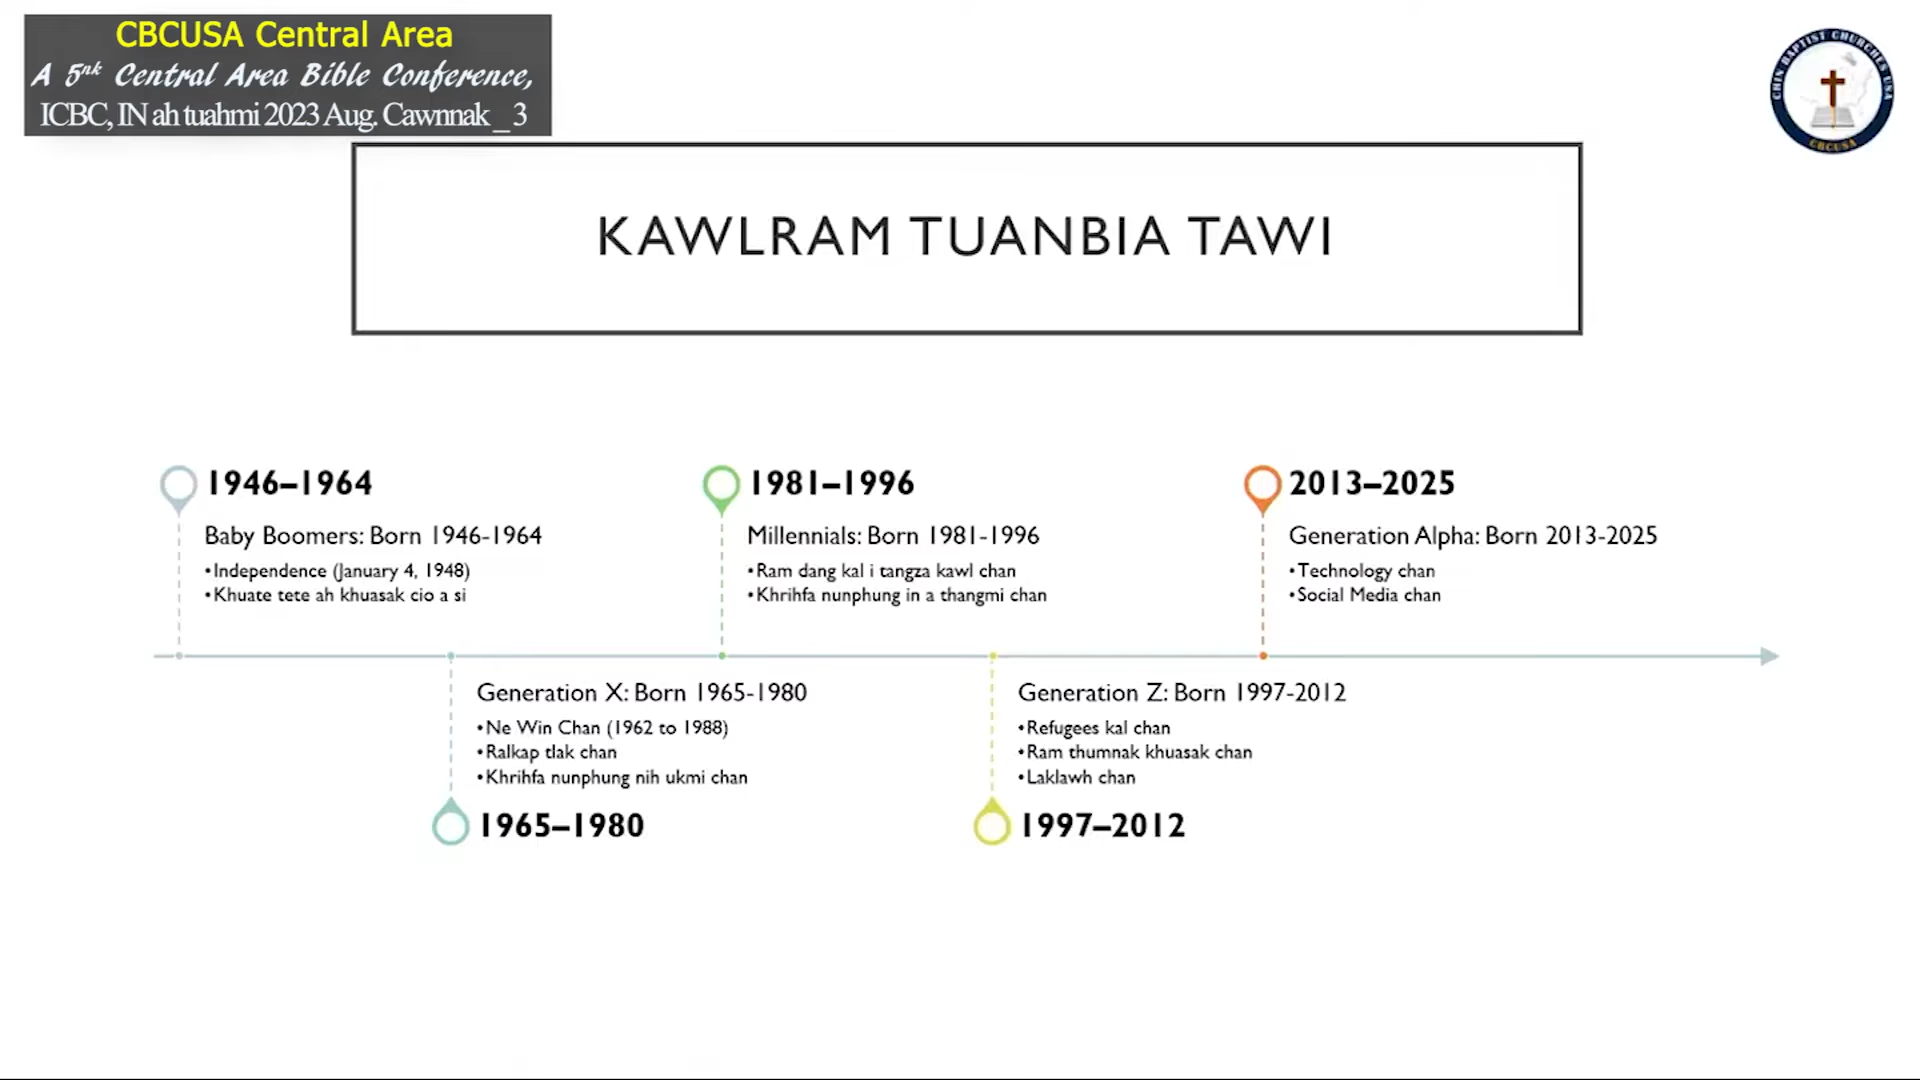 CBCUSA Central Area
A 5nk Central Area Bible Conference,
ICBC, IN ah tuahmi 2023 Aug. Cawnnak _ 3
CHIN BAPTIST CHURCHES USA
CBCUSA
KAWLRAM TUANBIA TAWI
1946–1964
Baby Boomers: Born 1946-1964
•Independence (January 4, 1948)
•Khuate tete ah khuasak cio a si
1981–1996
Millennials: Born 1981-1996
•Ram dang kal i tangza kawl chan
•Khrihfa nunphung in a thangmi chan
2013–2025
Generation Alpha: Born 2013-2025
•Technology chan
•Social Media chan
Generation X: Born 1965-1980
•Ne Win Chan (1962 to 1988)
•Ralkap tlak chan
•Khrihfa nunphung nih ukmi chan
1965–1980
Generation Z: Born 1997-2012
•Refugees kal chan
•Ram thumnak khuasak chan
•Laklawh chan
1997–2012